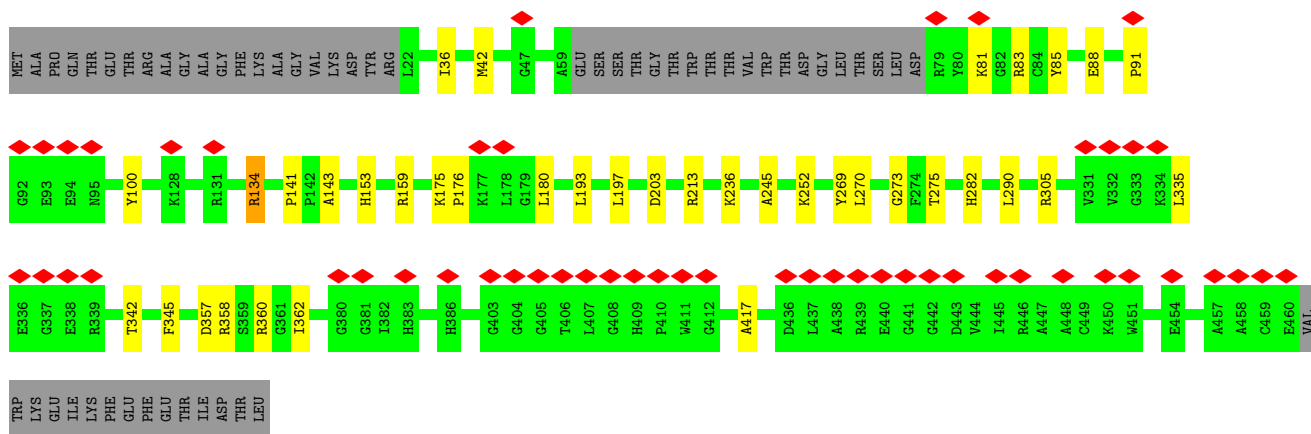 MET ALA PRO GLN THR GLU THR ARG ALA GLY ALA GLY PHE LYS ALA GLY VAL LYS ASP TYR ARG L22 I36 M42 G47 A59 GLU SER SER THR GLY THR TRP THR THR VAL TRP THR ASP GLY LEU THR SER LEU ASP R79 Y80 K81 G82 R83 C84 Y85 E88 P91
G92 E93 E94 N95 Y100 K128 R131 R134 P141 P142 A143 H153 R159 K175 P176 K177 L178 G179 L180 L193 L197 D203 R213 K236 A245 K252 Y269 L270 G273 F274 T275 H282 L290 R305 V331 V332 G333 K334 L335
E336 G337 E338 R339 T342 F345 D357 R358 S359 R360 G361 I362 G380 G381 I382 H383 H386 G403 G404 G405 T406 L407 G408 H409 P410 W411 G412 A417 D436 L437 A438 R439 E440 G441 G442 D443 V444 I445 R446 A447 A448 C449 K450 W451 E454 A457 A458 C459 E460 VAL
TRP LYS GLU ILE LYS PHE GLU PHE GLU THR ILE ASP THR LEU